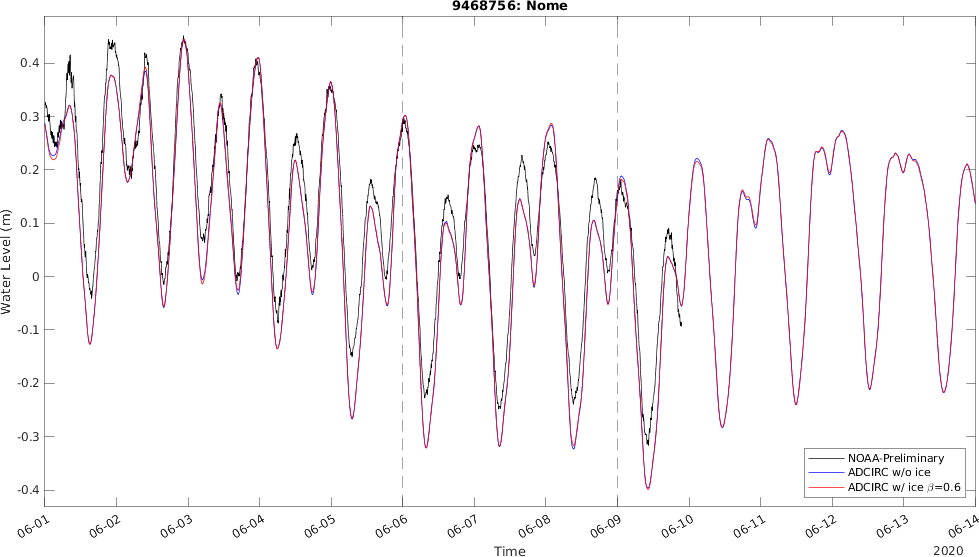 9468756: Nome
Water Level (m)
0.4
0.3
0.2
0.1
0
-0.1
-0.2
-0.3
-0.4
NOAA-Preliminary
ADCIRC w/o ice
ADCIRC w/ ice β=0.6
06-01 06-02 06-03 06-04 06-05 06-06 06-07 06-08 06-09 06-10 06-11 06-12 06-13 06-14
Time
2020